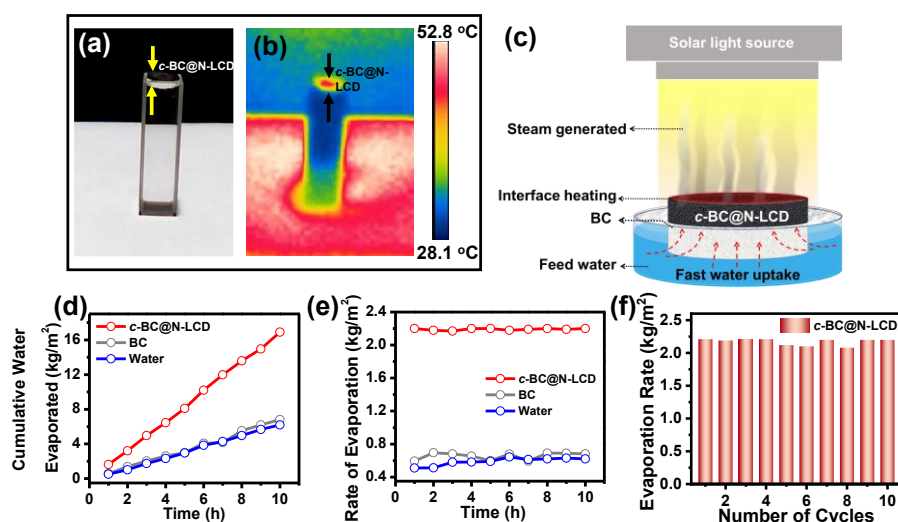 (a)
c-BC@N-LCD
(b)
c-BC@N-
LCD
52.8 °C
28.1 °C
(c)
Solar light source
Steam generated
Interface heating
BC
c-BC@N-LCD
Feed water
Fast water uptake
(d)
Cumulative Water
Evaporated (kg/m²)
16
12
8
4
0
c-BC@N-LCD
BC
Water
0 2 4 6 8 10
Time (h)
(e)
Rate of Evaporation (kg/m²)
2.4
1.8
1.2
0.6
0.4
c-BC@N-LCD
BC
Water
0 2 4 6 8 10
Time (h)
(f)
Evaporation Rate (kg/m²)
2.5
2.0
1.5
1.0
0.5
0.0
c-BC@N-LCD
2 4 6 8 10
Number of Cycles